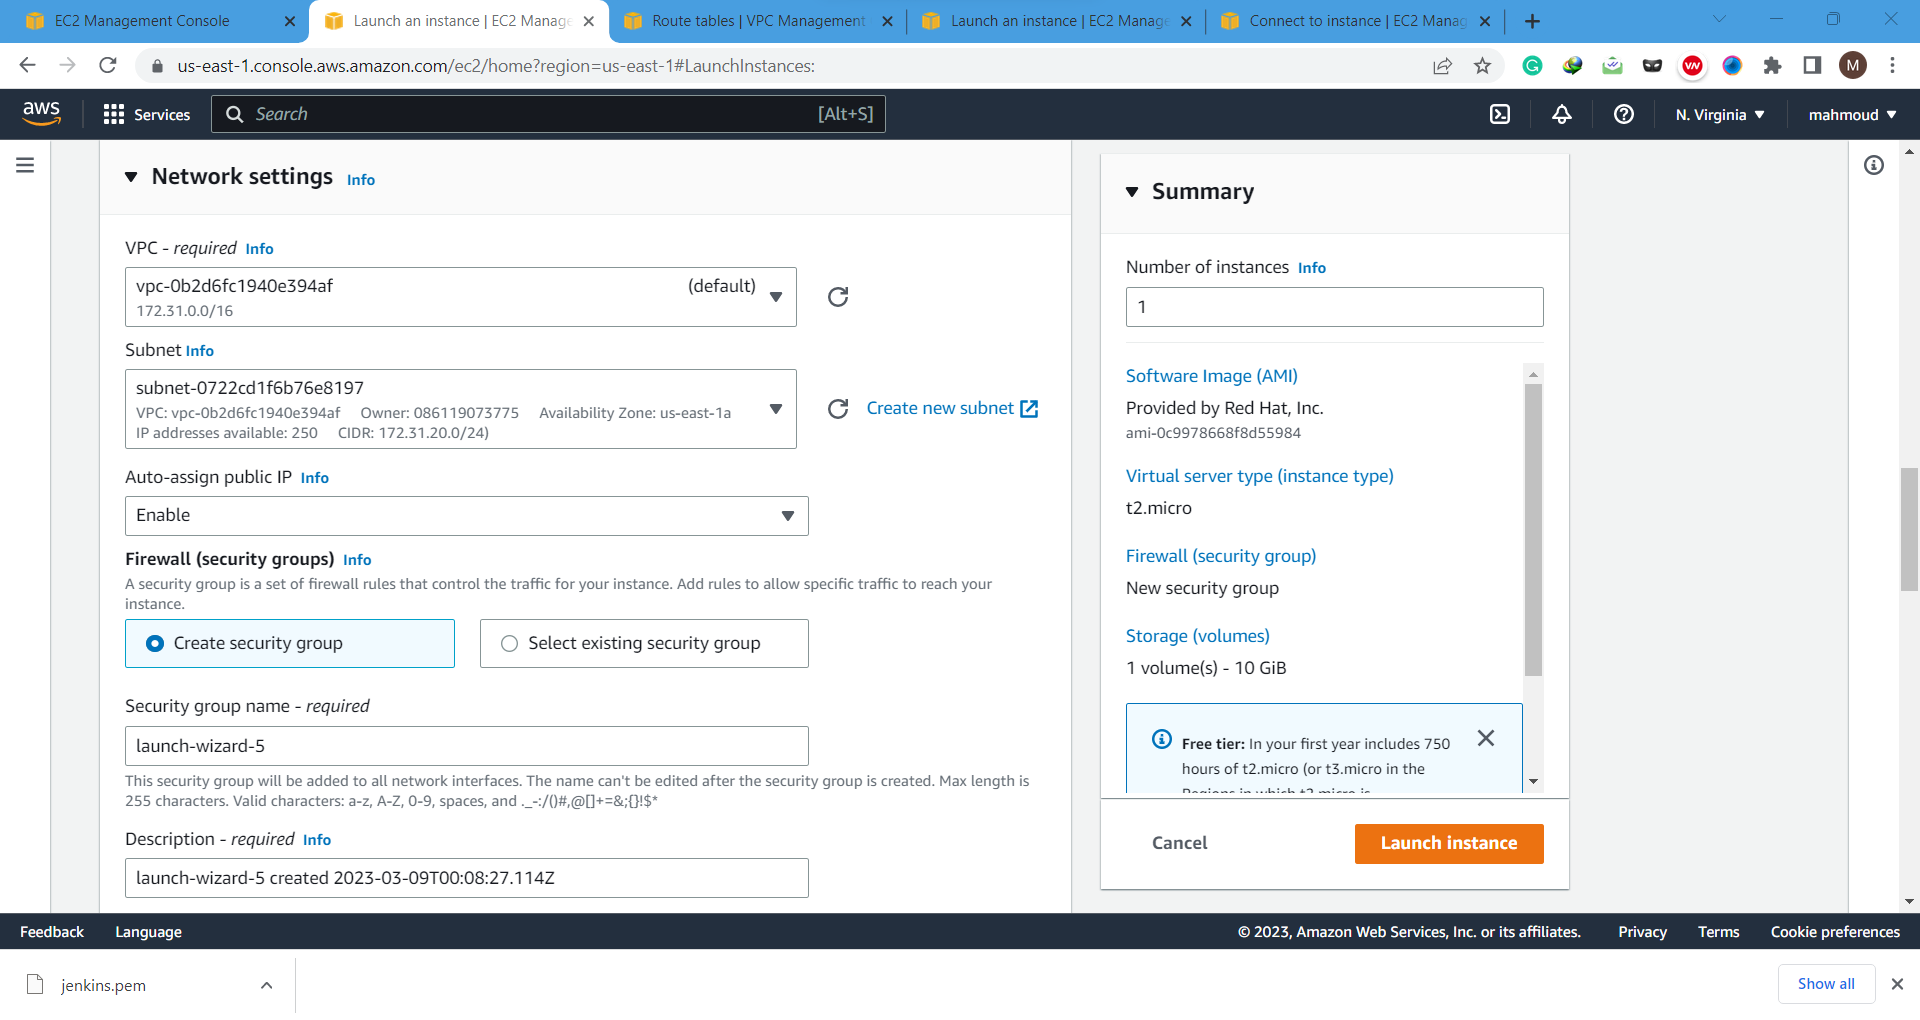 EC2 Management Console
Launch an instance | EC2 Manage
Route tables | VPC Management
Launch an instance | EC2 Manage
Connect to instance | EC2 Manag
us-east-1.console.aws.amazon.com/ec2/home?region=us-east-1#LaunchInstances:
G
VN
M
aws
Services
Search
[Alt+S]
N. Virginia
mahmoud
Network settings Info
VPC - required Info
vpc-0b2d6fc1940e394af (default)
172.31.0.0/16
Subnet Info
subnet-0722cd1f6b76e8197
VPC: vpc-0b2d6fc1940e394af Owner: 086119073775 Availability Zone: us-east-1a
IP addresses available: 250 CIDR: 172.31.20.0/24)
Create new subnet
Auto-assign public IP Info
Enable
Firewall (security groups) Info
A security group is a set of firewall rules that control the traffic for your instance. Add rules to allow specific traffic to reach your
instance.
Create security group
Select existing security group
Security group name - required
launch-wizard-5
This security group will be added to all network interfaces. The name can't be edited after the security group is created. Max length is
255 characters. Valid characters: a-z, A-Z, 0-9, spaces, and ._-:/()#,@[]+=&;{}!$*
Description - required Info
launch-wizard-5 created 2023-03-09T00:08:27.114Z
Summary
Number of instances Info
1
Software Image (AMI)
Provided by Red Hat, Inc.
ami-0c9978668f8d55984
Virtual server type (instance type)
t2.micro
Firewall (security group)
New security group
Storage (volumes)
1 volume(s) - 10 GiB
Free tier: In your first year includes 750
hours of t2.micro (or t3.micro in the
Regions in which t2.micro is
Cancel
Launch instance
Feedback
Language
© 2023, Amazon Web Services, Inc. or its affiliates.
Privacy
Terms
Cookie preferences
jenkins.pem
Show all